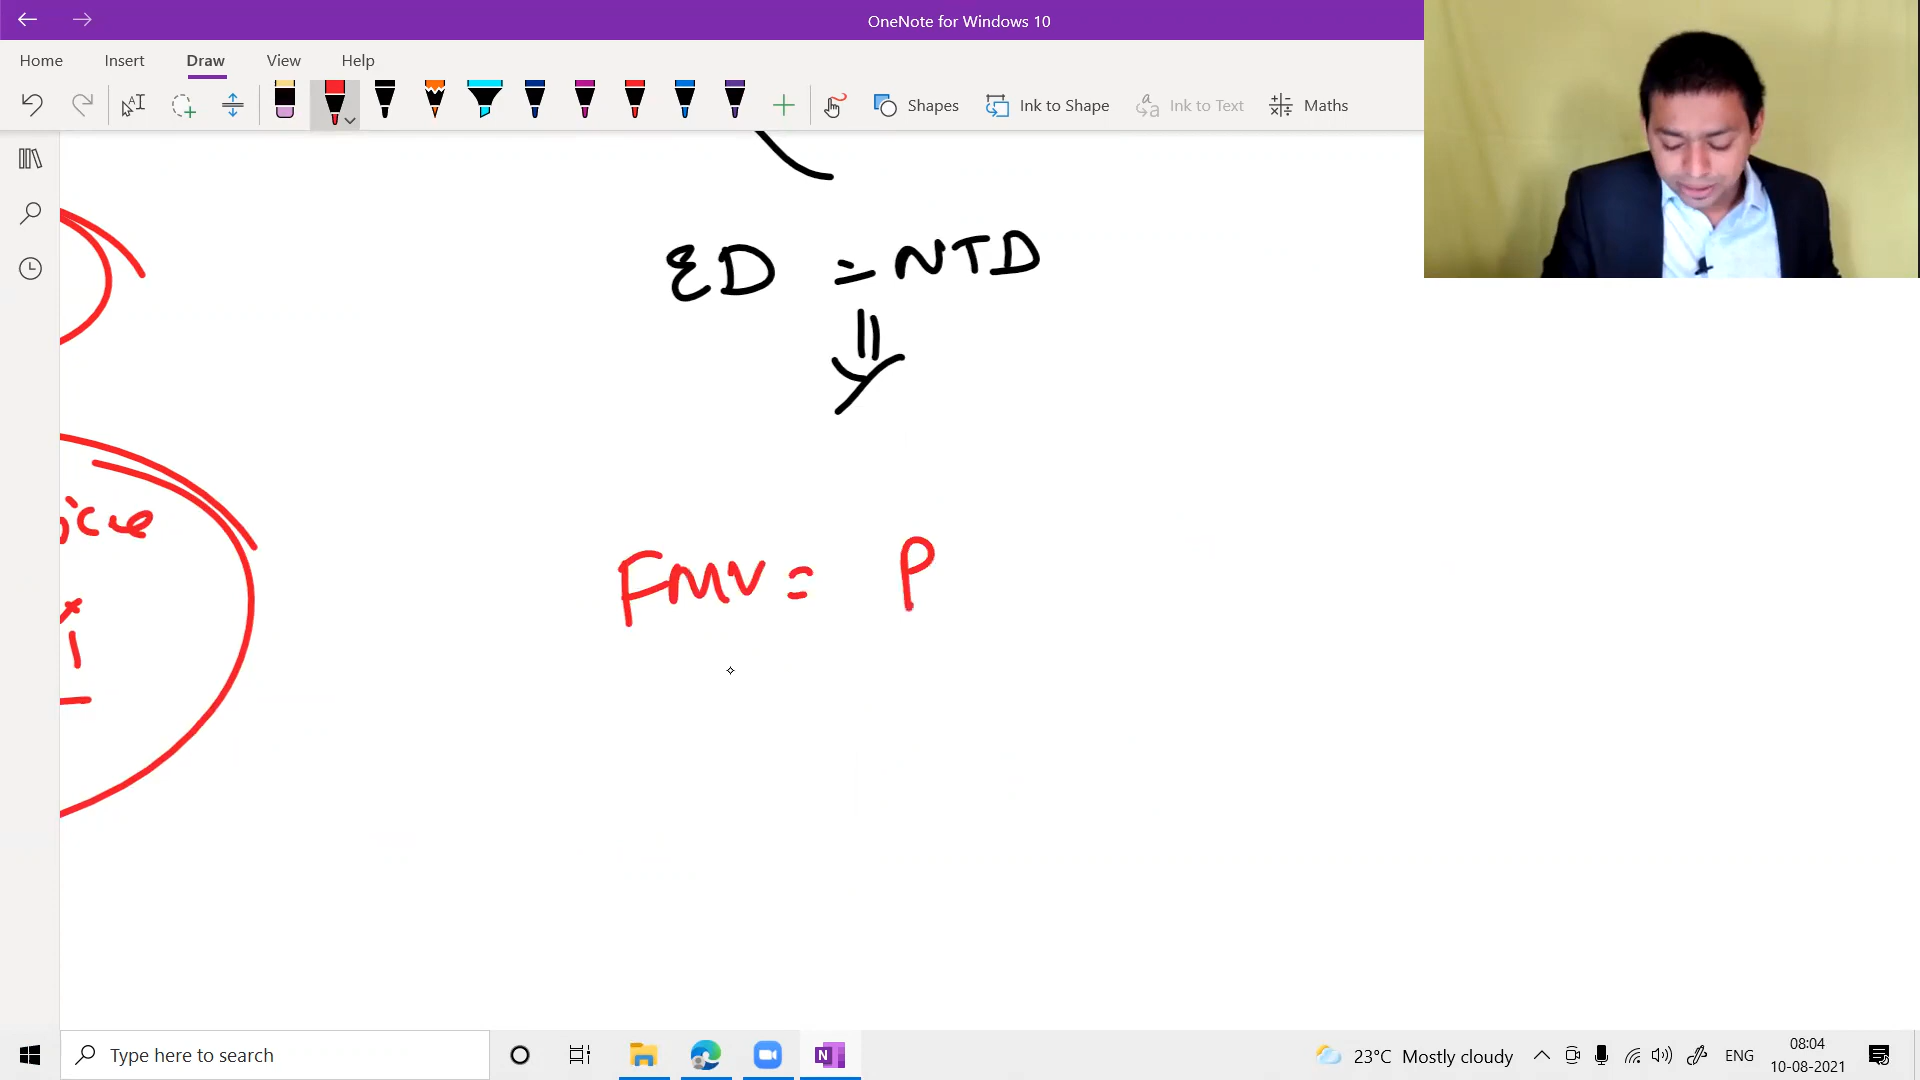 OneNote for Windows 10
Home Insert Draw View Help
Shapes Ink to Shape Ink to Text Maths
ED = NTD
FMV = P
Type here to search
23°C Mostly cloudy
ENG
08:04
10-08-2021